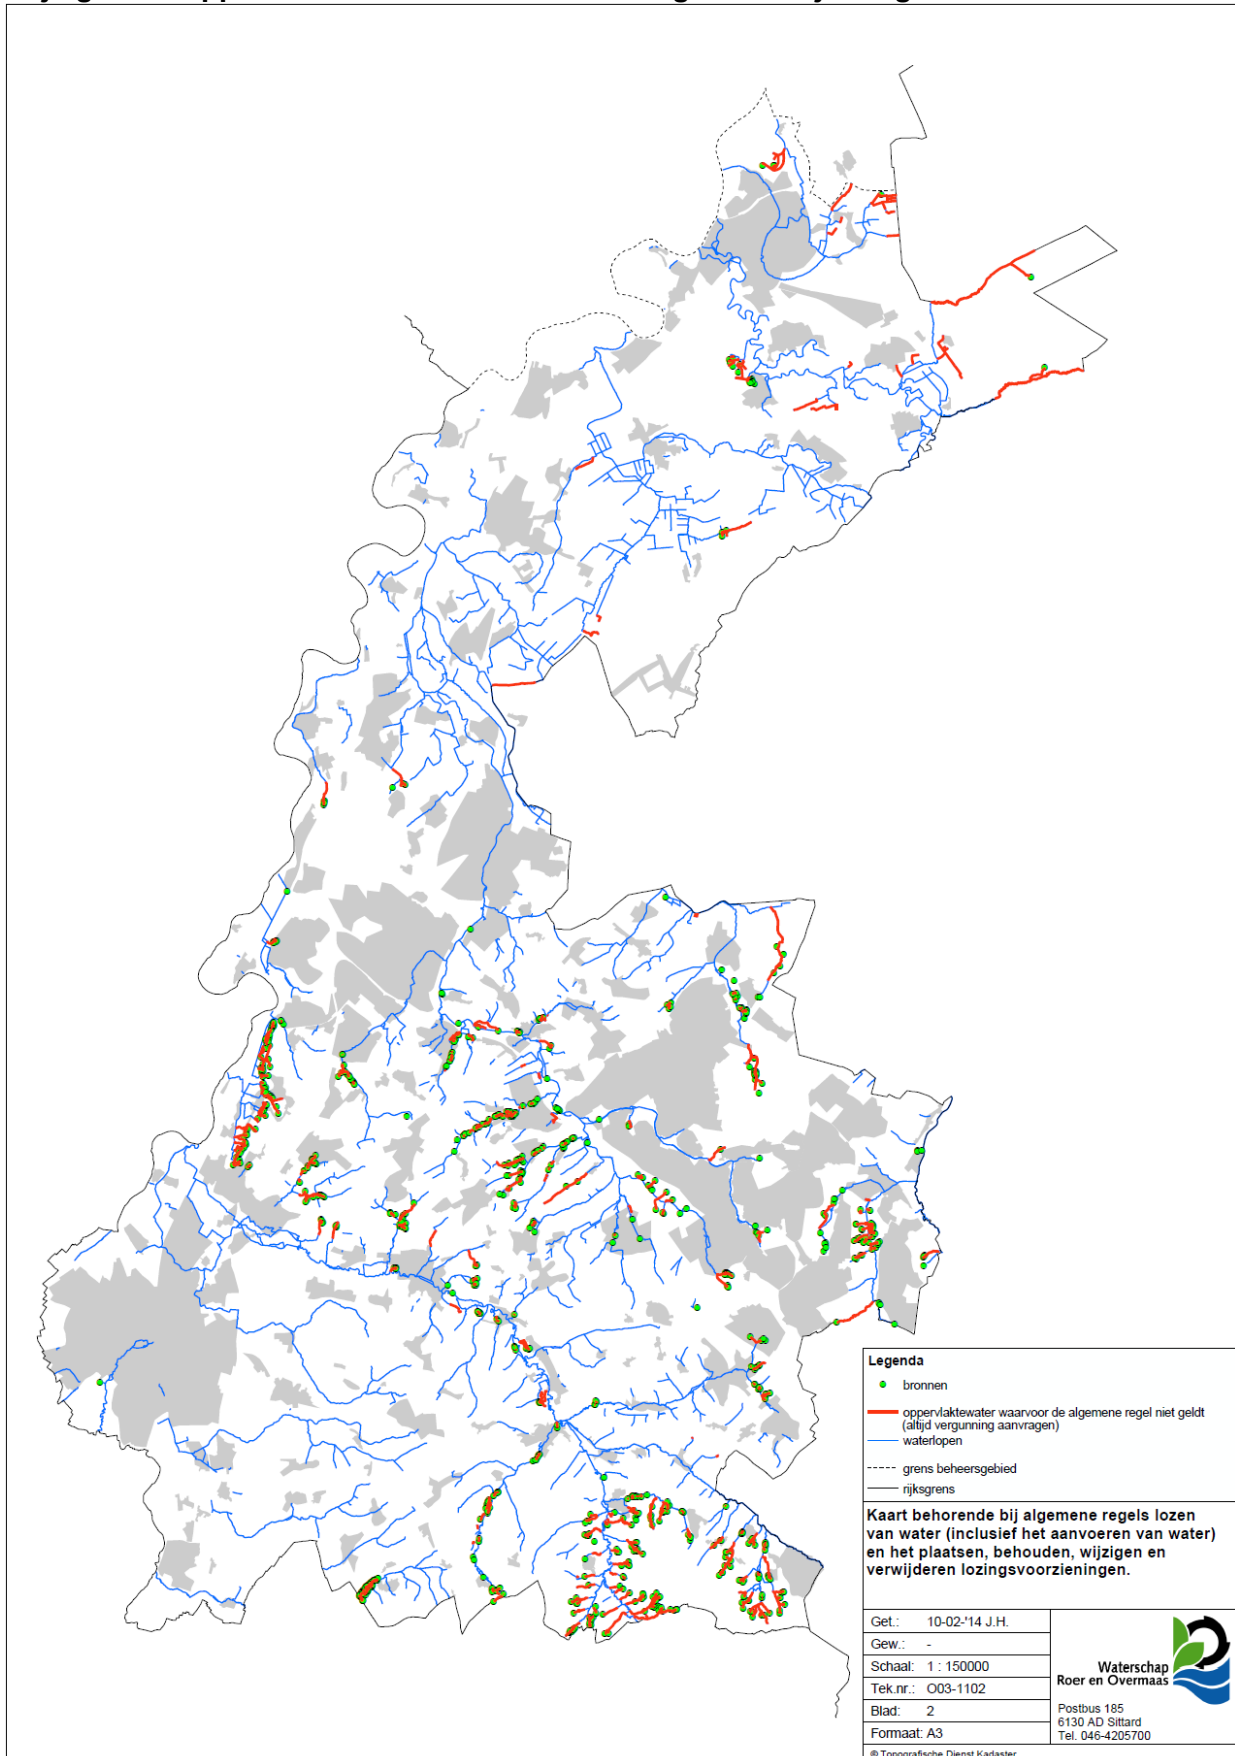 Legenda
bronnen
oppervlaktewater waarvoor de algemene regel niet geldt
(altijd vergunning aanvragen)
waterlopen
grens beheersgebied
rijksgrens
Kaart behorende bij algemene regels lozen
van water (inclusief het aanvoeren van water)
en het plaatsen, behouden, wijzigen en
verwijderen lozingsvoorzieningen.
Get.: 10-02-'14 J.H.
Gew.: -
Schaal: 1 : 150000
Tek.nr.: O03-1102
Blad: 2
Formaat: A3
Waterschap
Roer en Overmaas
Postbus 185
6130 AD Sittard
Tel. 046-4205700
© Topografische Dienst Kadaster